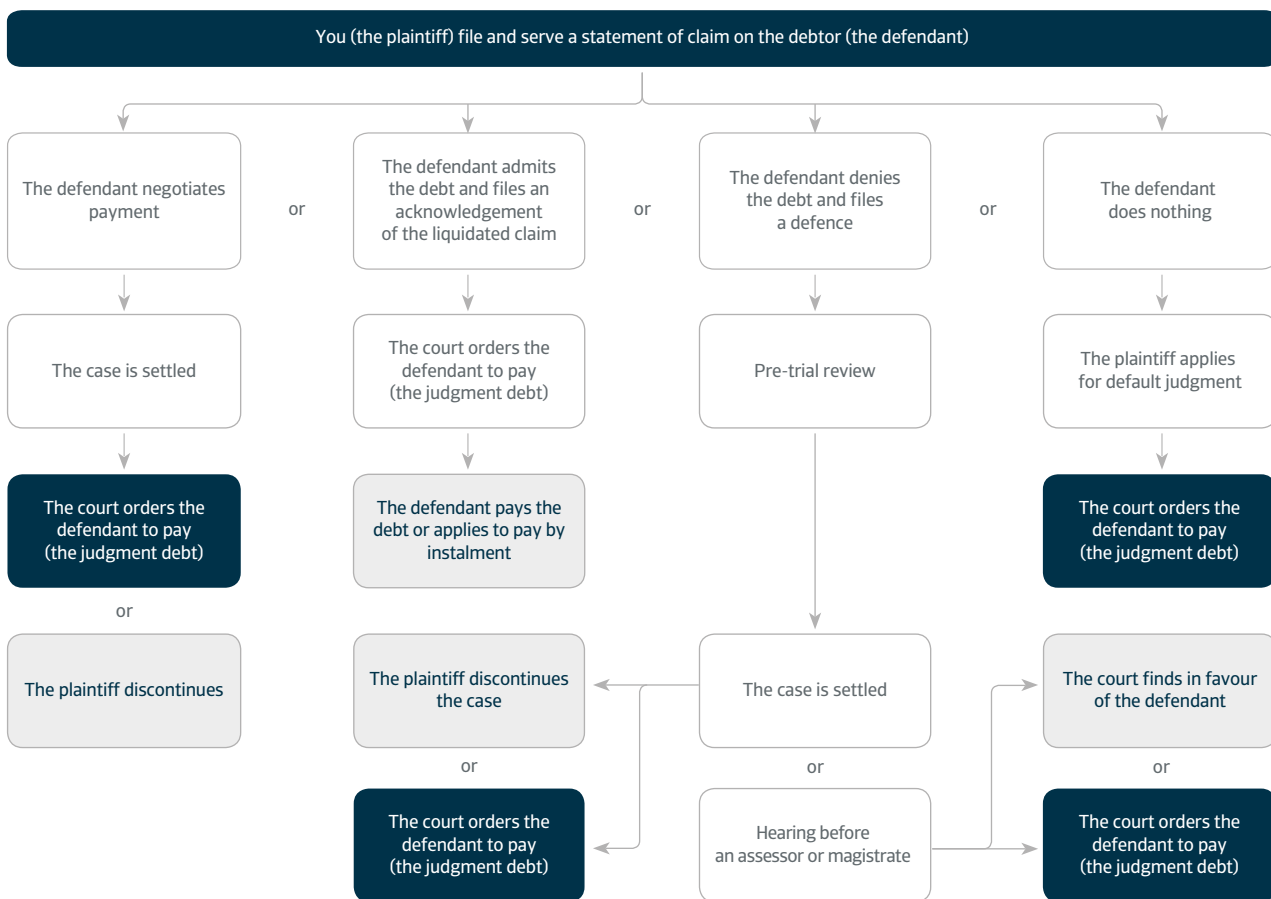 You (the plaintiff) file and serve a statement of claim on the debtor (the defendant)
The defendant negotiates
payment
or
The defendant admits
the debt and files an
acknowledgement
of the liquidated claim
or
The defendant denies
the debt and files
a defence
or
The defendant
does nothing
The case is settled
The court orders the
defendant to pay
(the judgment debt)
Pre-trial review
The plaintiff applies
for default judgment
The court orders the
defendant to pay
(the judgment debt)
The defendant pays the
debt or applies to pay by
instalment
The court orders the
defendant to pay
(the judgment debt)
or
The plaintiff discontinues
The plaintiff discontinues
the case
The case is settled
The court finds in favour
of the defendant
or
or
or
The court orders the
defendant to pay
(the judgment debt)
Hearing before
an assessor or magistrate
The court orders the
defendant to pay
(the judgment debt)